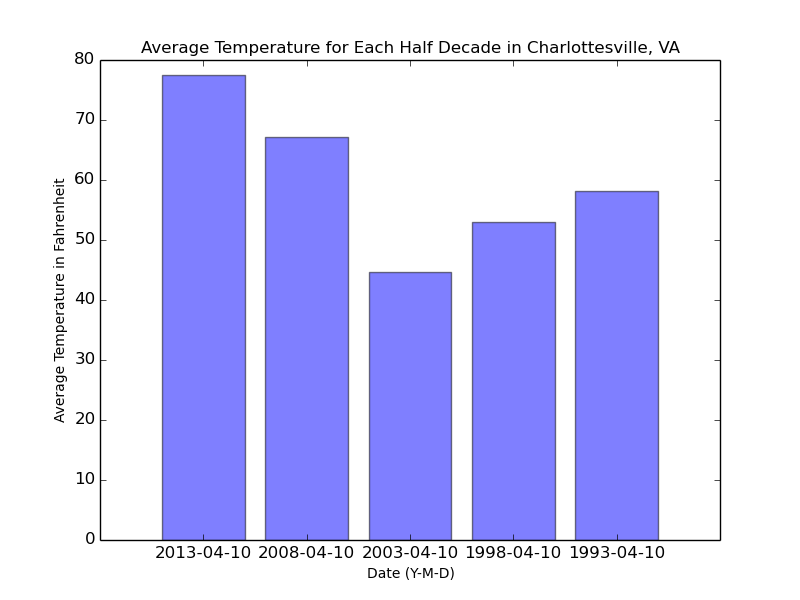 Average Temperature for Each Half Decade in Charlottesville, VA
80
70
60
50
40
30
20
10
0
Average Temperature in Fahrenheit
2013-04-10 2008-04-10 2003-04-10 1998-04-10 1993-04-10
Date (Y-M-D)